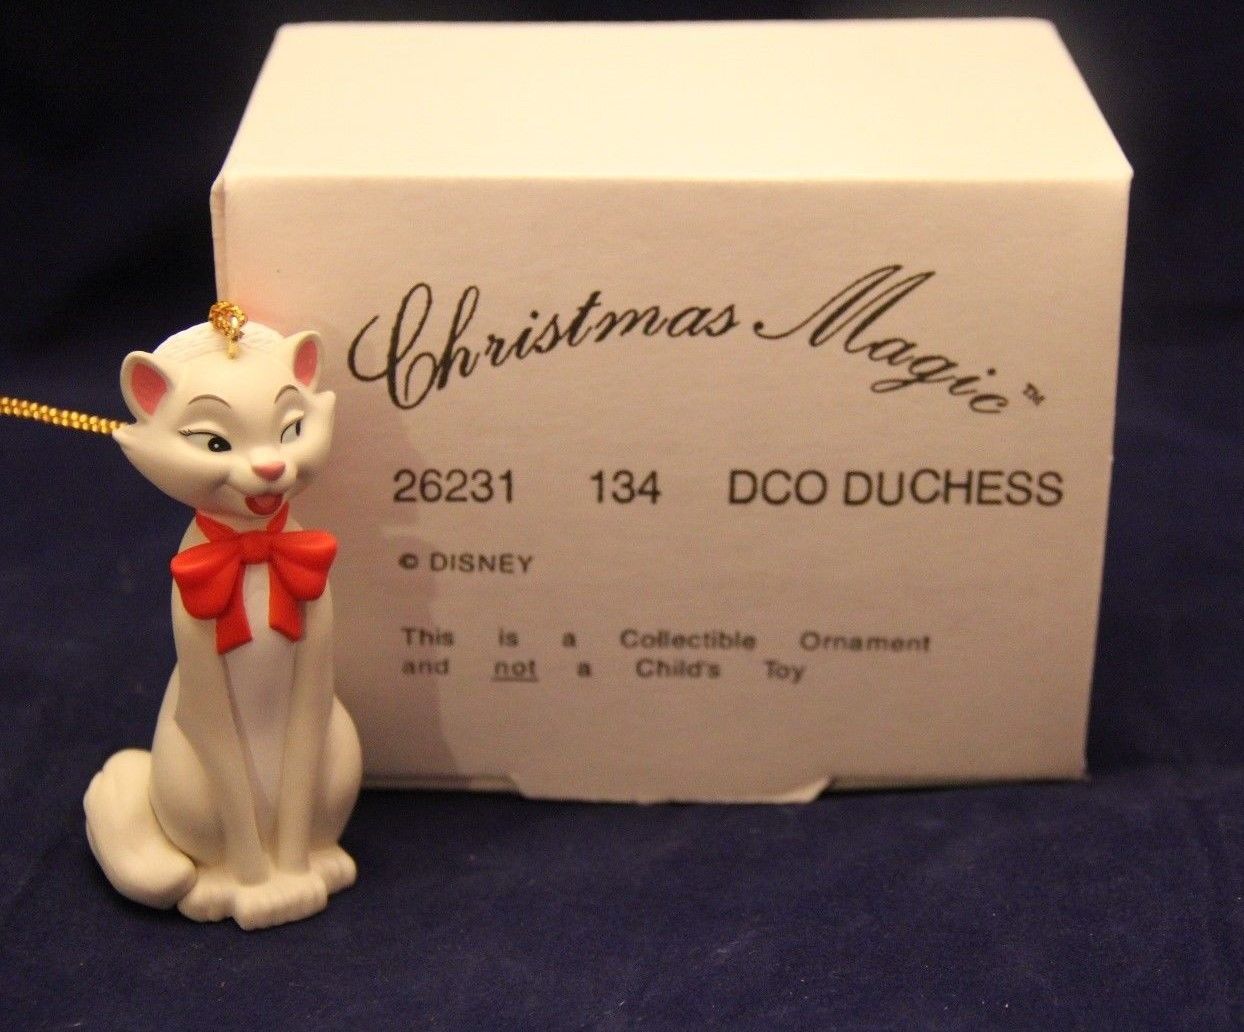 Christmas Magic™
26231 134 DCO DUCHESS
© DISNEY
This is a Collectible Ornament
and not a Child's Toy